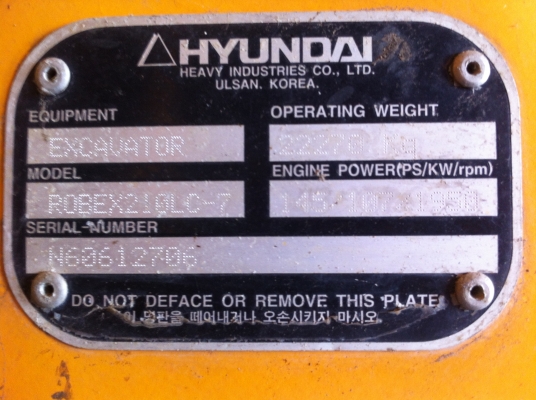 HYUNDAI
HEAVY INDUSTRIES CO., LTD.
ULSAN. KOREA.
EQUIPMENT
OPERATING WEIGHT
EXCAVATOR
kg
MODEL
ENGINE POWER(PS/KW/rpm)
ROBEX210LC-7
SERIAL NUMBER
N60612706
DO NOT DEFACE OR REMOVE THIS PLATE
명판을 떼어내거나 오손시키지 마시오.